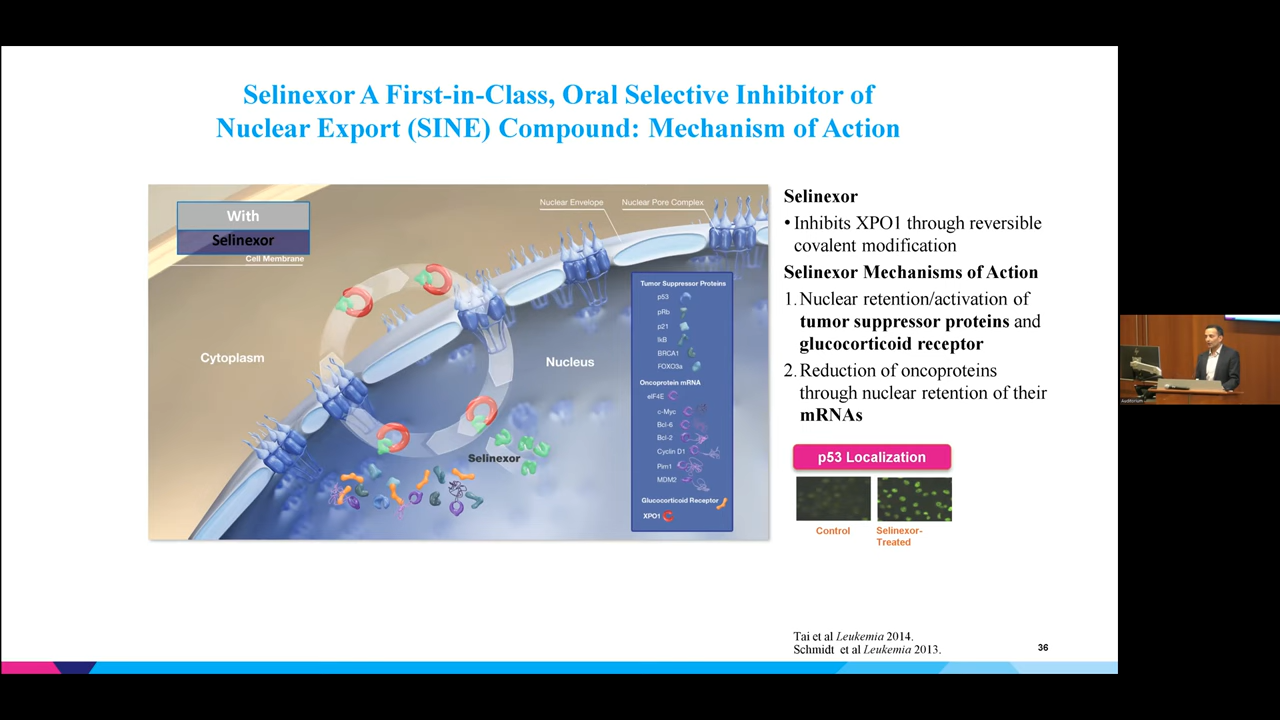 Selinexor A First-in-Class, Oral Selective Inhibitor of
Nuclear Export (SINE) Compound: Mechanism of Action
With
Selinexor
Cell Membrane
Nuclear Envelope
Nuclear Pore Complex
Cytoplasm
Nucleus
Selinexor
Tumor Suppressor Proteins
p53
pRb
p21
IκB
BRCA1
FOXO3a
Oncoprotein mRNA
eIF4E
c-Myc
Bcl-6
Bcl-2
Cyclin D1
Pim1
MDM2
Glucocorticoid Receptor
XPO1
Selinexor
• Inhibits XPO1 through reversible
covalent modification
Selinexor Mechanisms of Action
1. Nuclear retention/activation of
tumor suppressor proteins and
glucocorticoid receptor
2. Reduction of oncoproteins
through nuclear retention of their
mRNAs
p53 Localization
Control
Selinexor-
Treated
Tai et al Leukemia 2014.
Schmidt et al Leukemia 2013.
36
Auditorium